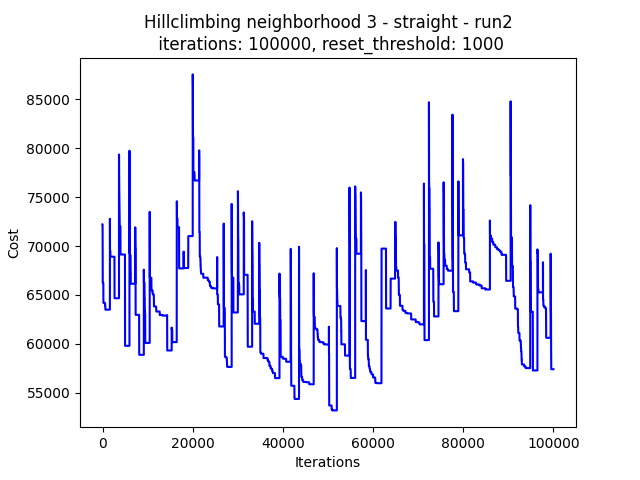 Hillclimbing neighborhood 3 - straight - run2
iterations: 100000, reset_threshold: 1000
85000
80000
75000
70000
65000
60000
55000
Cost
0 20000 40000 60000 80000 100000
Iterations